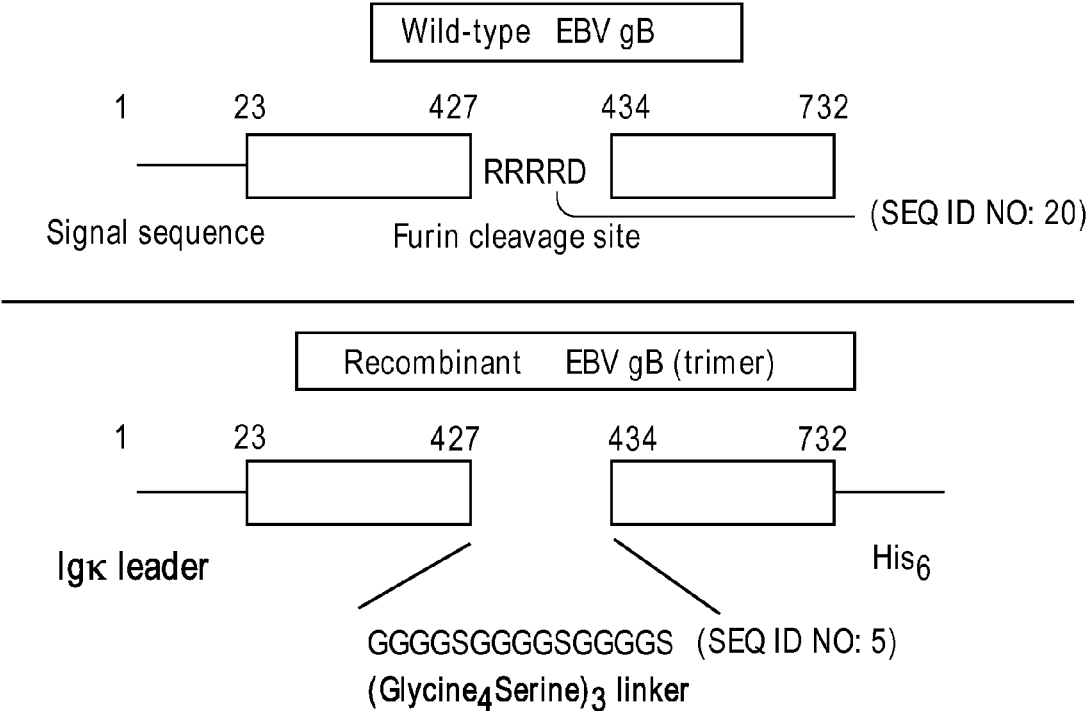 Wild-type EBV gB
1 23 427 434 732
RRRRD
(SEQ ID NO: 20)
Signal sequence Furin cleavage site
Recombinant EBV gB (trimer)
1 23 427 434 732
Igκ leader His6
GGGGSGGGGSGGGGS (SEQ ID NO: 5)
(Glycine4Serine)3 linker